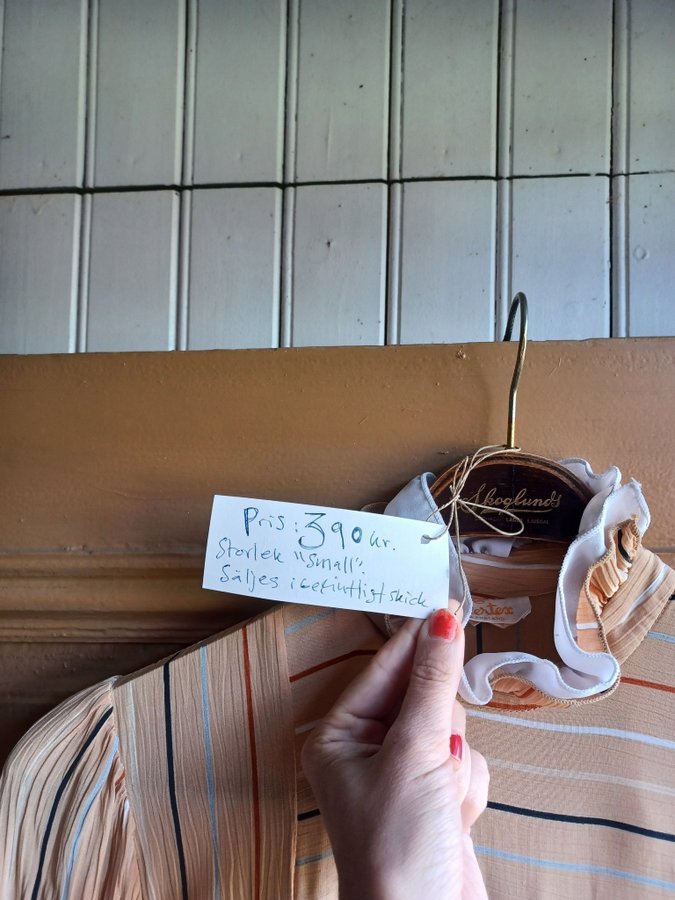 Skoglunds
Pris: 390 kr.
Storlek "Small".
Säljes i befintligt skick